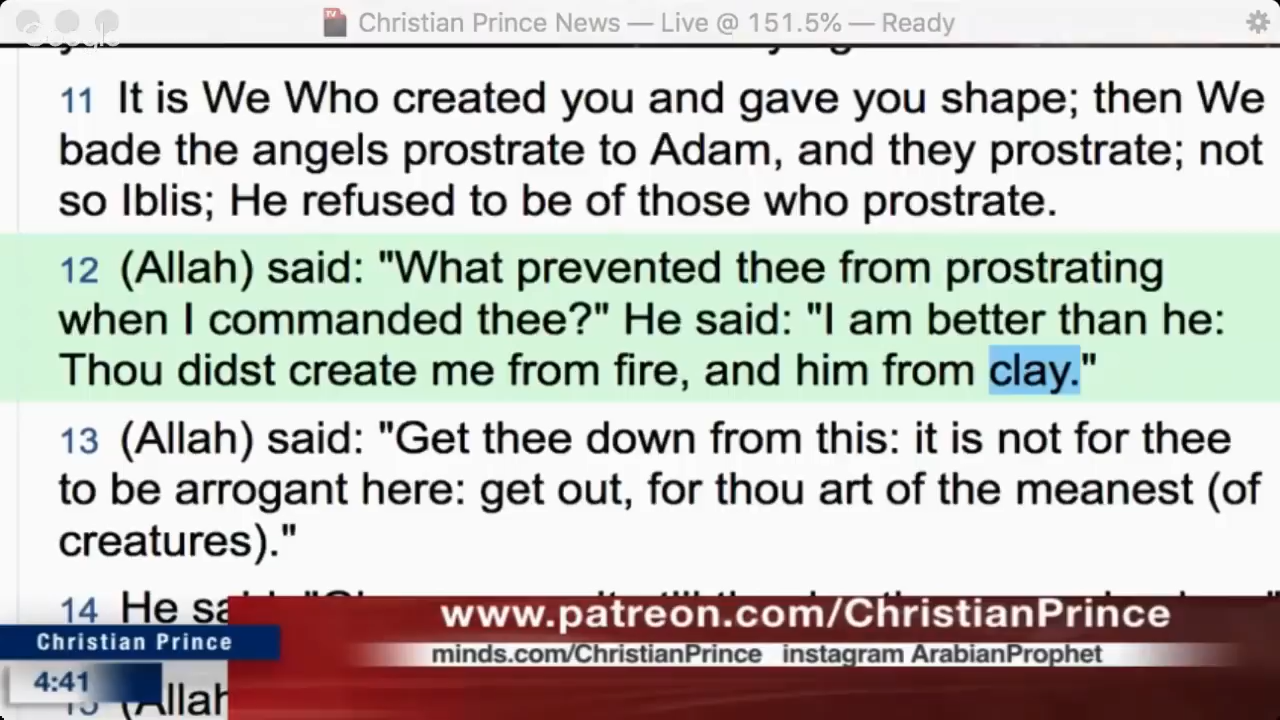 Christian Prince News — Live @ 151.5% — Ready
Google
11 It is We Who created you and gave you shape; then We
bade the angels prostrate to Adam, and they prostrate; not
so Iblis; He refused to be of those who prostrate.
12 (Allah) said: "What prevented thee from prostrating
when I commanded thee?" He said: "I am better than he:
Thou didst create me from fire, and him from clay."
13 (Allah) said: "Get thee down from this: it is not for thee
to be arrogant here: get out, for thou art of the meanest (of
creatures)."
14 He
www.patreon.com/ChristianPrince
Christian Prince
minds.com/ChristianPrince instagram ArabianProphet
4:41
15 (Allah